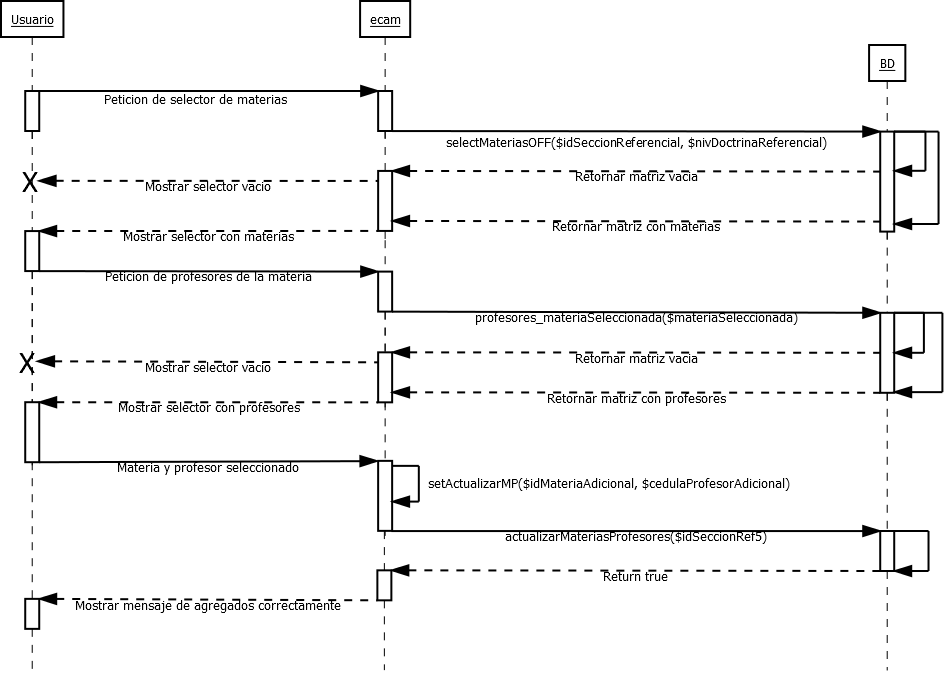 Usuario
ecam
BD
Peticion de selector de materias
selectMateriasOFF($idSeccionReferencial, $nivDoctrinaReferencial)
Retornar matriz vacia
X
Mostrar selector vacio
Retornar matriz con materias
Mostrar selector con materias
Peticion de profesores de la materia
profesores_materiaSeleccionada($materiaSeleccionada)
Retornar matriz vacia
X
Mostrar selector vacio
Retornar matriz con profesores
Mostrar selector con profesores
Materia y profesor seleccionado
setActualizarMP($idMateriaAdicional, $cedulaProfesorAdicional)
actualizarMateriasProfesores($idSeccionRef5)
Return true
Mostrar mensaje de agregados correctamente